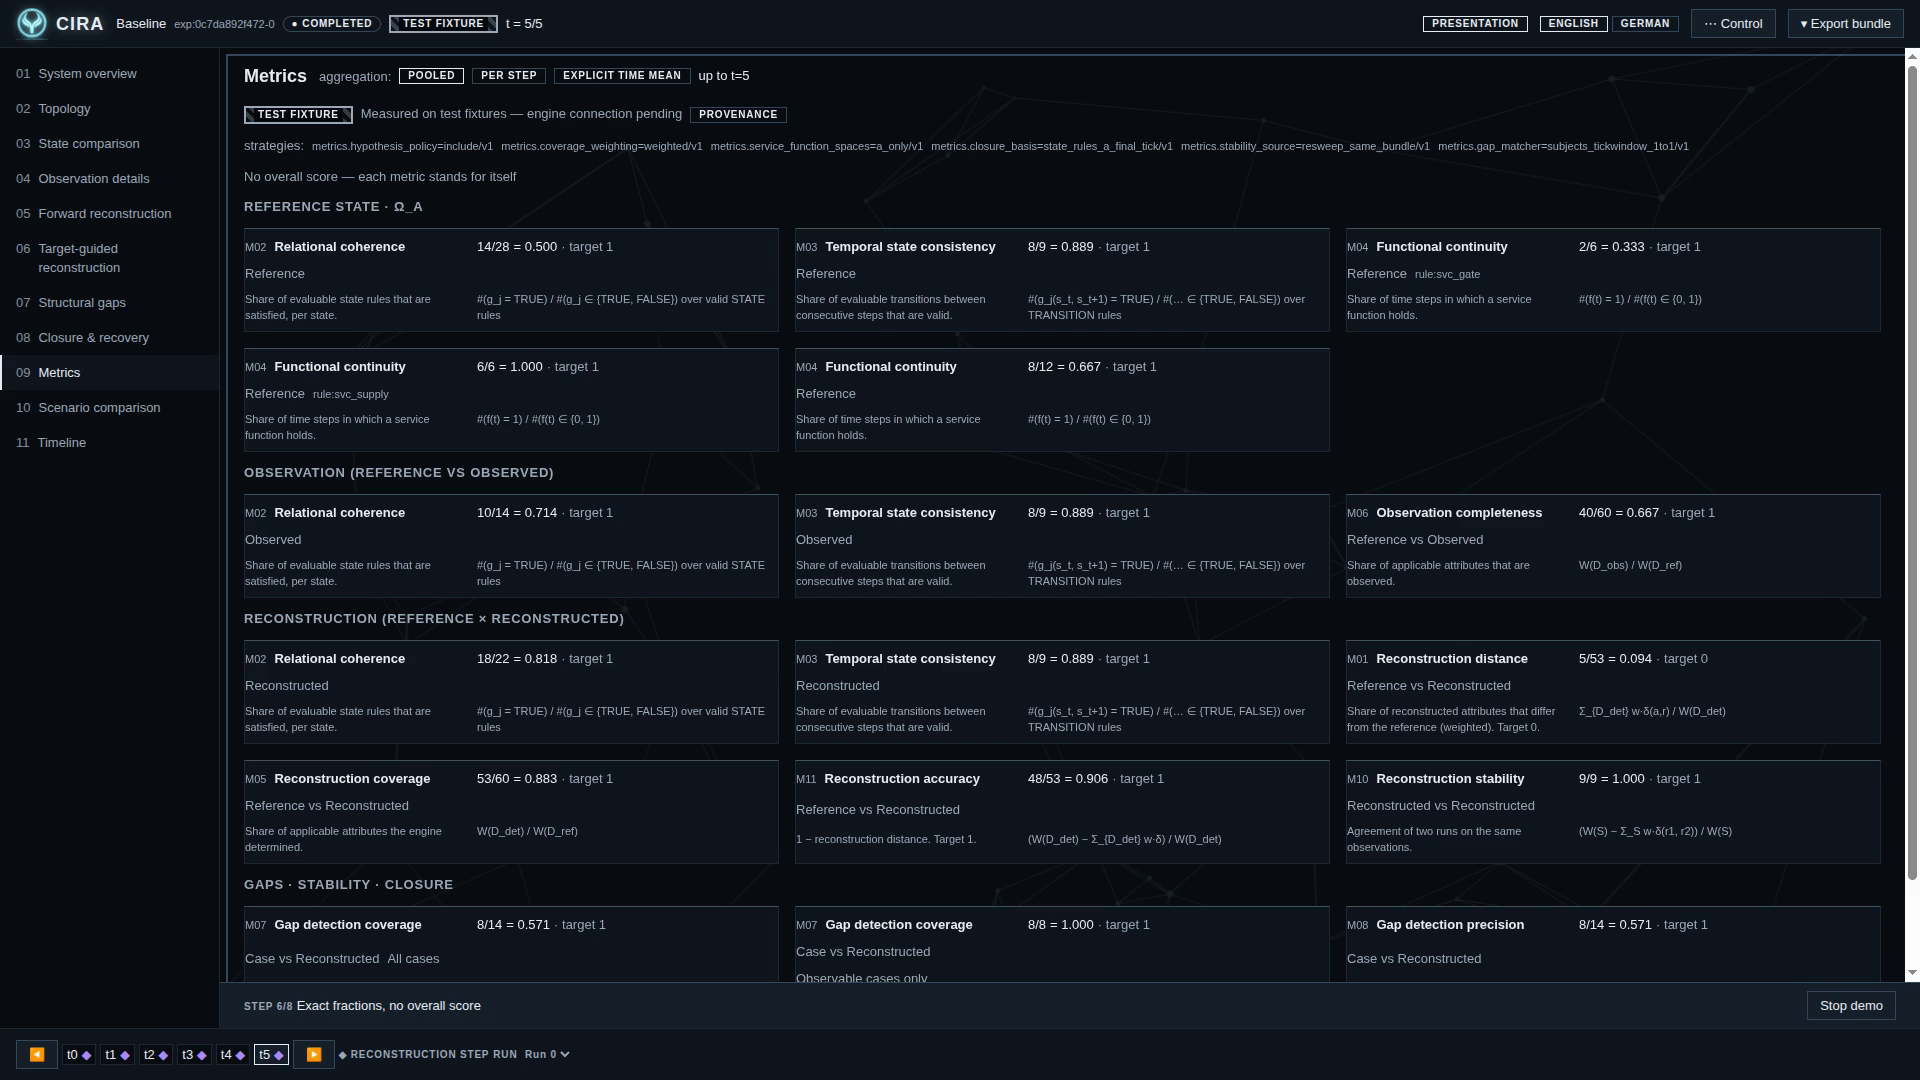 CIRA Baseline exp:0c7da892f472-0 ● COMPLETED TEST FIXTURE t = 5/5 PRESENTATION ENGLISH GERMAN ⋯ Control ▾ Export bundle
01 System overview
02 Topology
03 State comparison
04 Observation details
05 Forward reconstruction
06 Target-guided
reconstruction
07 Structural gaps
08 Closure & recovery
09 Metrics
10 Scenario comparison
11 Timeline
Metrics aggregation: POOLED PER STEP EXPLICIT TIME MEAN up to t=5
TEST FIXTURE Measured on test fixtures — engine connection pending PROVENANCE
strategies: metrics.hypothesis_policy=include/v1 metrics.coverage_weighting=weighted/v1 metrics.service_function_spaces=a_only/v1 metrics.closure_basis=state_rules_a_final_tick/v1 metrics.stability_source=resweep_same_bundle/v1 metrics.gap_matcher=subjects_tickwindow_1to1/v1
No overall score — each metric stands for itself
REFERENCE STATE · Ω_A
M02 Relational coherence 14/28 = 0.500 · target 1
Reference
Share of evaluable state rules that are
satisfied, per state.
#(g_j = TRUE) / #(g_j ∈ {TRUE, FALSE}) over valid STATE
rules
M03 Temporal state consistency 8/9 = 0.889 · target 1
Reference
Share of evaluable transitions between
consecutive steps that are valid.
#(g_j(s_t, s_t+1) = TRUE) / #(… ∈ {TRUE, FALSE}) over
TRANSITION rules
M04 Functional continuity 2/6 = 0.333 · target 1
Reference rule:svc_gate
Share of time steps in which a service
function holds.
#(f(t) = 1) / #(f(t) ∈ {0, 1})
M04 Functional continuity 6/6 = 1.000 · target 1
Reference rule:svc_supply
Share of time steps in which a service
function holds.
#(f(t) = 1) / #(f(t) ∈ {0, 1})
M04 Functional continuity 8/12 = 0.667 · target 1
Reference
Share of time steps in which a service
function holds.
#(f(t) = 1) / #(f(t) ∈ {0, 1})
OBSERVATION (REFERENCE VS OBSERVED)
M02 Relational coherence 10/14 = 0.714 · target 1
Observed
Share of evaluable state rules that are
satisfied, per state.
#(g_j = TRUE) / #(g_j ∈ {TRUE, FALSE}) over valid STATE
rules
M03 Temporal state consistency 8/9 = 0.889 · target 1
Observed
Share of evaluable transitions between
consecutive steps that are valid.
#(g_j(s_t, s_t+1) = TRUE) / #(… ∈ {TRUE, FALSE}) over
TRANSITION rules
M06 Observation completeness 40/60 = 0.667 · target 1
Reference vs Observed
Share of applicable attributes that are
observed.
W(D_obs) / W(D_ref)
RECONSTRUCTION (REFERENCE × RECONSTRUCTED)
M02 Relational coherence 18/22 = 0.818 · target 1
Reconstructed
Share of evaluable state rules that are
satisfied, per state.
#(g_j = TRUE) / #(g_j ∈ {TRUE, FALSE}) over valid STATE
rules
M03 Temporal state consistency 8/9 = 0.889 · target 1
Reconstructed
Share of evaluable transitions between
consecutive steps that are valid.
#(g_j(s_t, s_t+1) = TRUE) / #(… ∈ {TRUE, FALSE}) over
TRANSITION rules
M01 Reconstruction distance 5/53 = 0.094 · target 0
Reference vs Reconstructed
Share of reconstructed attributes that differ
from the reference (weighted). Target 0.
Σ_{D_det} w·δ(a,r) / W(D_det)
M05 Reconstruction coverage 53/60 = 0.883 · target 1
Reference vs Reconstructed
Share of applicable attributes the engine
determined.
W(D_det) / W(D_ref)
M11 Reconstruction accuracy 48/53 = 0.906 · target 1
Reference vs Reconstructed
1 − reconstruction distance. Target 1.
(W(D_det) − Σ_{D_det} w·δ) / W(D_det)
M10 Reconstruction stability 9/9 = 1.000 · target 1
Reconstructed vs Reconstructed
Agreement of two runs on the same
observations.
(W(S) − Σ_S w·δ(r1, r2)) / W(S)
GAPS · STABILITY · CLOSURE
M07 Gap detection coverage 8/14 = 0.571 · target 1
Case vs Reconstructed All cases
M07 Gap detection coverage 8/8 = 1.000 · target 1
Case vs Reconstructed
Observable cases only
M08 Gap detection precision 8/14 = 0.571 · target 1
Case vs Reconstructed
STEP 6/8 Exact fractions, no overall score Stop demo
t0 ◆ t1 ◆ t2 ◆ t3 ◆ t4 ◆ t5 ◆ ◆ RECONSTRUCTION STEP RUN Run 0